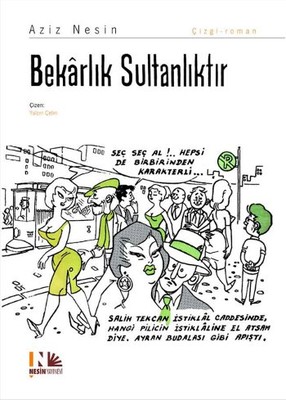 Aziz Nesin
Çizgi-roman
Bekârlık Sultanlıktır
Çizen:
SEÇ SEÇ AL!.. HEPSİ
DE BİRBİRİNDEN
KARAKTERLİ...
SALİH TEKCAN İSTİKLÂL CADDESİNDE,
HANGİ PİLİCİN İSTİKLÂLİNE EL ATSAM
DİYE, AYRAN BUDALASI GİBİ APIŞTI.
N
NESİN YAYINEVİ